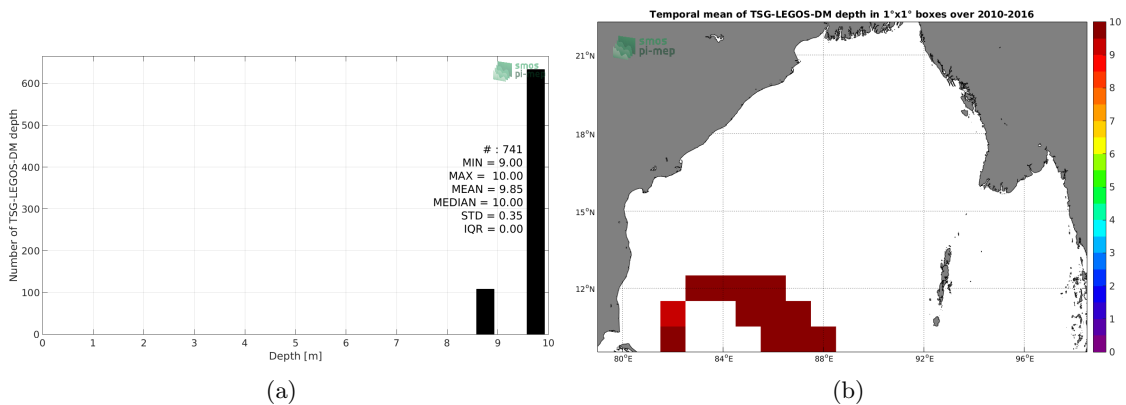 Temporal mean of TSG-LEGOS-DM depth in 1°x1° boxes over 2010-2016
smos
pi-mep
Number of TSG-LEGOS-DM depth
600
500
400
300
200
100
0
# : 741
MIN = 9.00
MAX = 10.00
MEAN = 9.85
MEDIAN = 10.00
STD = 0.35
IQR = 0.00
0 1 2 3 4 5 6 7 8 9 10
Depth [m]
(a)
smos
pi-mep
21°N
18°N
15°N
12°N
80°E 84°E 88°E 92°E 96°E
10
9
8
7
6
5
4
3
2
1
0
(b)